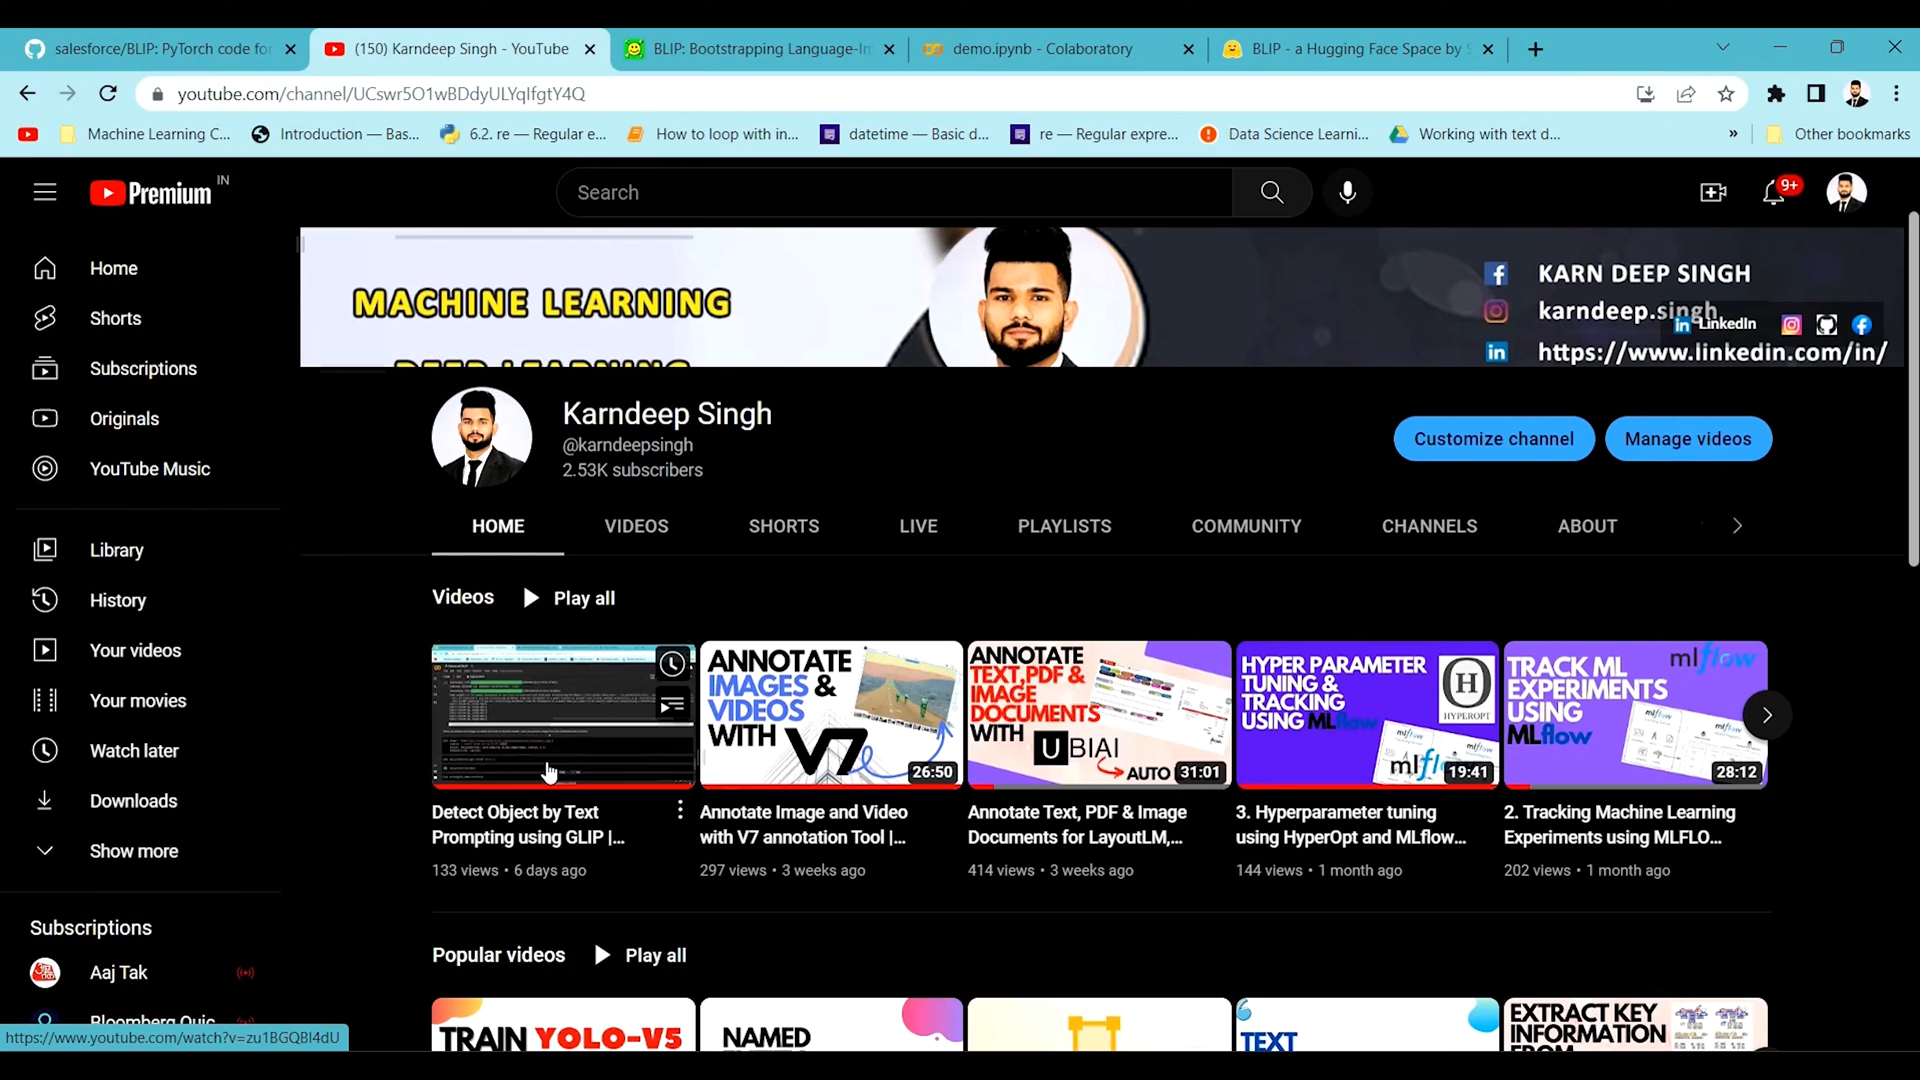 salesforce/BLIP: PyTorch code for
(150) Karndeep Singh - YouTube
BLIP: Bootstrapping Language-Im
demo.ipynb - Colaboratory
BLIP - a Hugging Face Space by S
youtube.com/channel/UCswr5O1wBDdyULYqIfgtY4Q
Machine Learning C...
Introduction — Bas...
6.2. re — Regular e...
How to loop with in...
datetime — Basic d...
re — Regular expre...
Data Science Learni...
Working with text d...
»
Other bookmarks
Premium IN
Search
9+
Home
Shorts
Subscriptions
Originals
YouTube Music
Library
History
Your videos
Your movies
Watch later
Downloads
Show more
Subscriptions
Aaj Tak
Bloomberg Quic
MACHINE LEARNING
DEEP LEARNING
KARN DEEP SINGH
karndeep.singh
LinkedIn
https://www.linkedin.com/in/
Karndeep Singh
@karndeepsingh
2.53K subscribers
Customize channel
Manage videos
HOME
VIDEOS
SHORTS
LIVE
PLAYLISTS
COMMUNITY
CHANNELS
ABOUT
Videos
Play all
ANNOTATE
IMAGES &
VIDEOS
WITH V7
26:50
ANNOTATE
TEXT,PDF &
IMAGE
DOCUMENTS
WITH UBIAI
AUTO
31:01
HYPER PARAMETER
TUNING &
TRACKING
USING MLflow
H
HYPEROPT
mlflow
19:41
TRACK ML
EXPERIMENTS
USING
MLflow
mlflow
28:12
Detect Object by Text
Prompting using GLIP |...
133 views • 6 days ago
Annotate Image and Video
with V7 annotation Tool |...
297 views • 3 weeks ago
Annotate Text, PDF & Image
Documents for LayoutLM,...
414 views • 3 weeks ago
3. Hyperparameter tuning
using HyperOpt and MLflow...
144 views • 1 month ago
2. Tracking Machine Learning
Experiments using MLFLO...
202 views • 1 month ago
Popular videos
Play all
TRAIN YOLO-V5
NAMED
TEXT
EXTRACT KEY
INFORMATION
FROM
https://www.youtube.com/watch?v=zu1BGQBI4dU